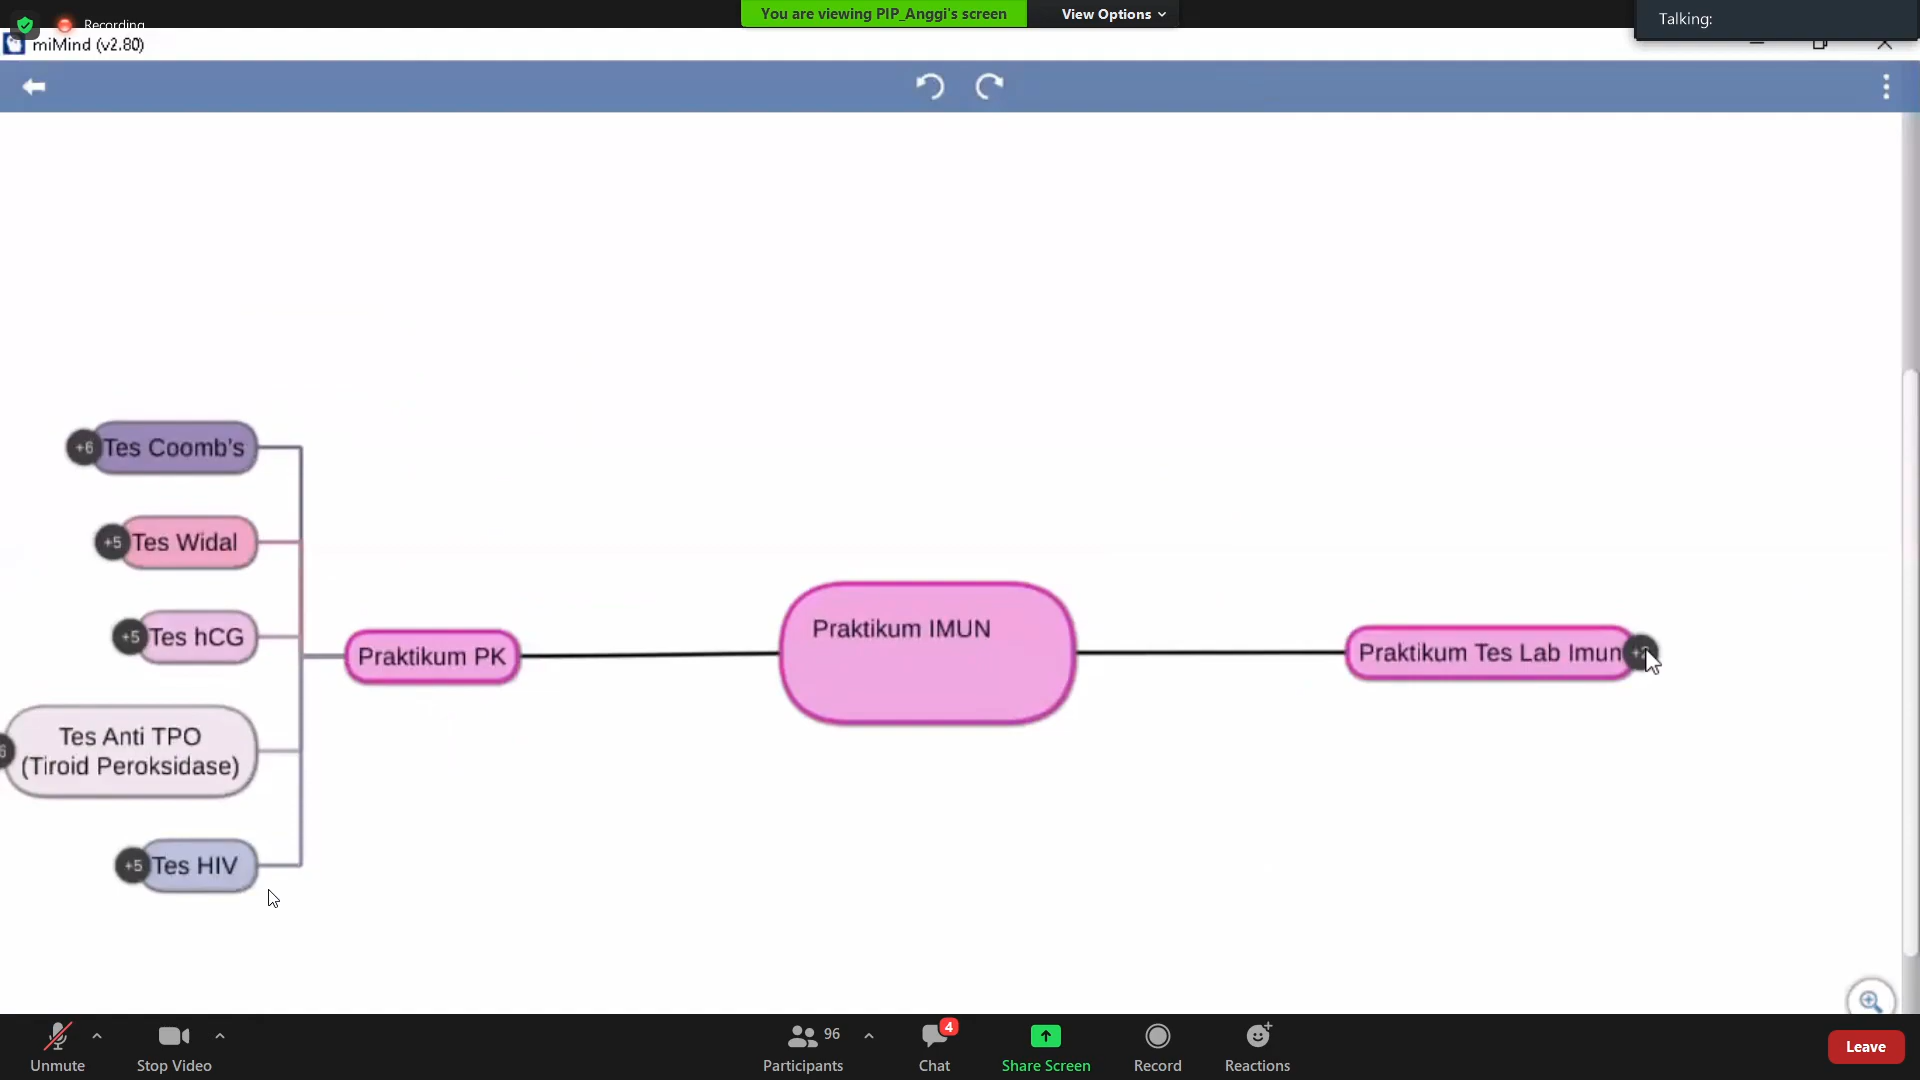 Recording
You are viewing PIP_Anggi's screen
View Options
Talking:
miMind (v2.80)
+6
Tes Coomb's
+5
Tes Widal
+5
Tes hCG
Tes Anti TPO
(Tiroid Peroksidase)
+5
Tes HIV
Praktikum PK
Praktikum IMUN
Praktikum Tes Lab Imun
Unmute
Stop Video
96
Participants
4
Chat
Share Screen
Record
Reactions
Leave